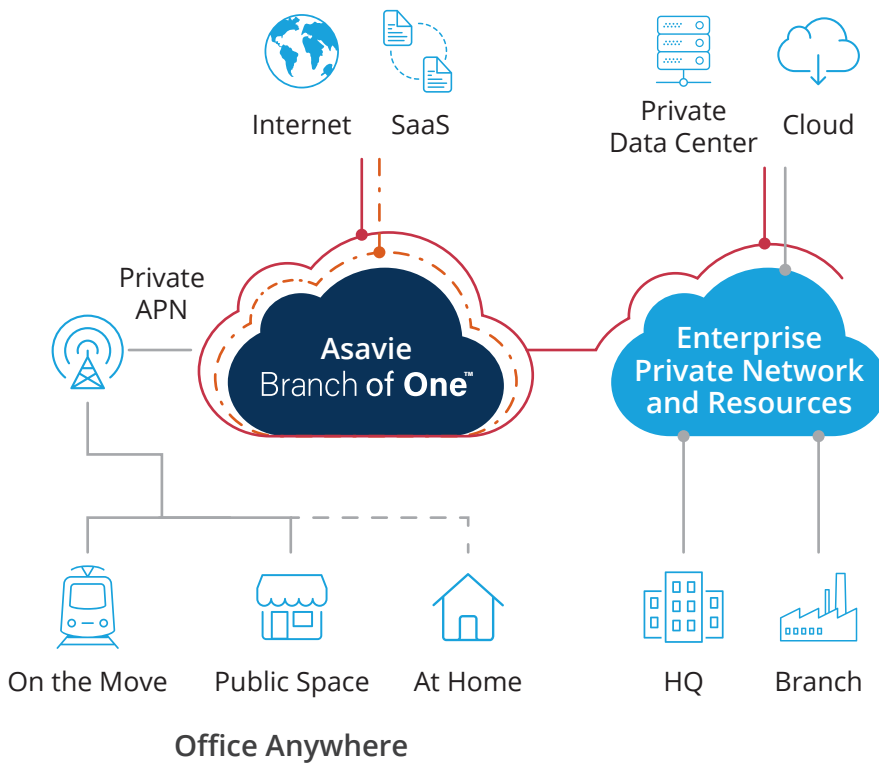 Internet
SaaS
Private
Data Center
Cloud
Private
APN
Asavie
Branch of One™
Enterprise
Private Network
and Resources
On the Move
Public Space
At Home
HQ
Branch
Office Anywhere